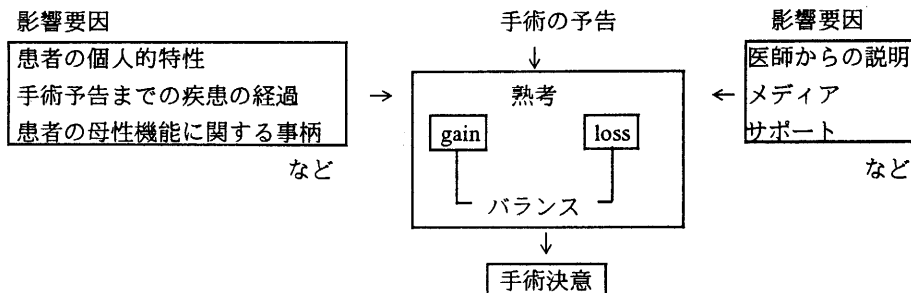 影響要因
患者の個人的特性
手術予告までの疾患の経過
患者の母性機能に関する事柄
など
手術の予告
↓
→
熟考
gain
loss
バランス
↓
手術決意
影響要因
医師からの説明
← メディア
サポート
など